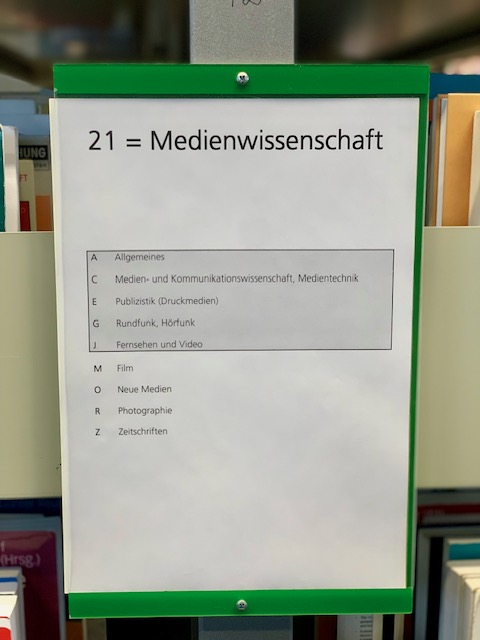 21 = Medienwissenschaft
A Allgemeines
C Medien- und Kommunikationswissenschaft, Medientechnik
E Publizistik (Druckmedien)
G Rundfunk, Hörfunk
J Fernsehen und Video
M Film
O Neue Medien
R Photographie
Z Zeitschriften
(Hrsg.)